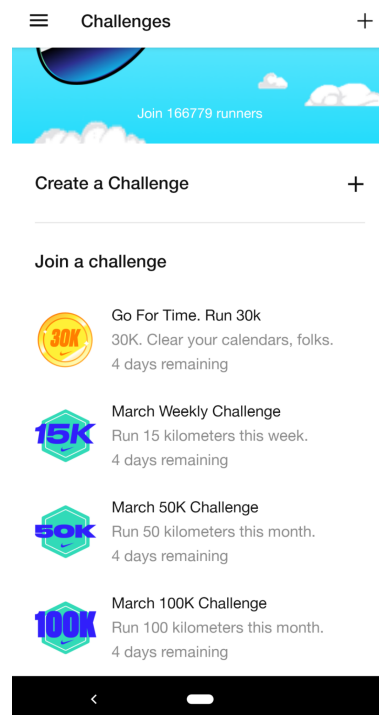 Challenges
Join 166779 runners
Create a Challenge
Join a challenge
30K
Go For Time. Run 30k
30K. Clear your calendars, folks.
4 days remaining
15K
March Weekly Challenge
Run 15 kilometers this week.
4 days remaining
50K
March 50K Challenge
Run 50 kilometers this month.
4 days remaining
100K
March 100K Challenge
Run 100 kilometers this month.
4 days remaining